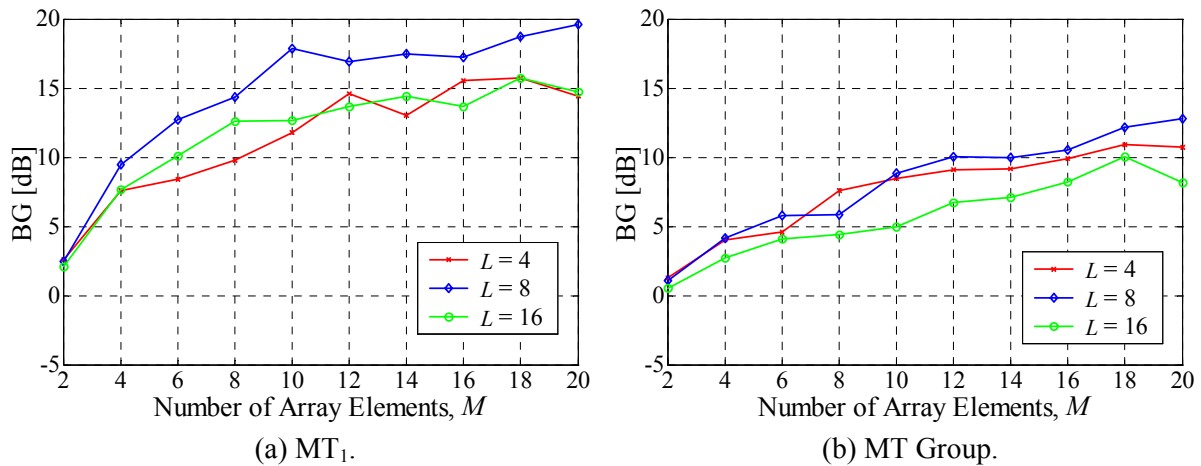 20
15
10
5
0
-5
BG [dB]
2 4 6 8 10 12 14 16 18 20
Number of Array Elements, M
L = 4
L = 8
L = 16
(a) MT₁.
20
15
10
5
0
-5
BG [dB]
2 4 6 8 10 12 14 16 18 20
Number of Array Elements, M
L = 4
L = 8
L = 16
(b) MT Group.